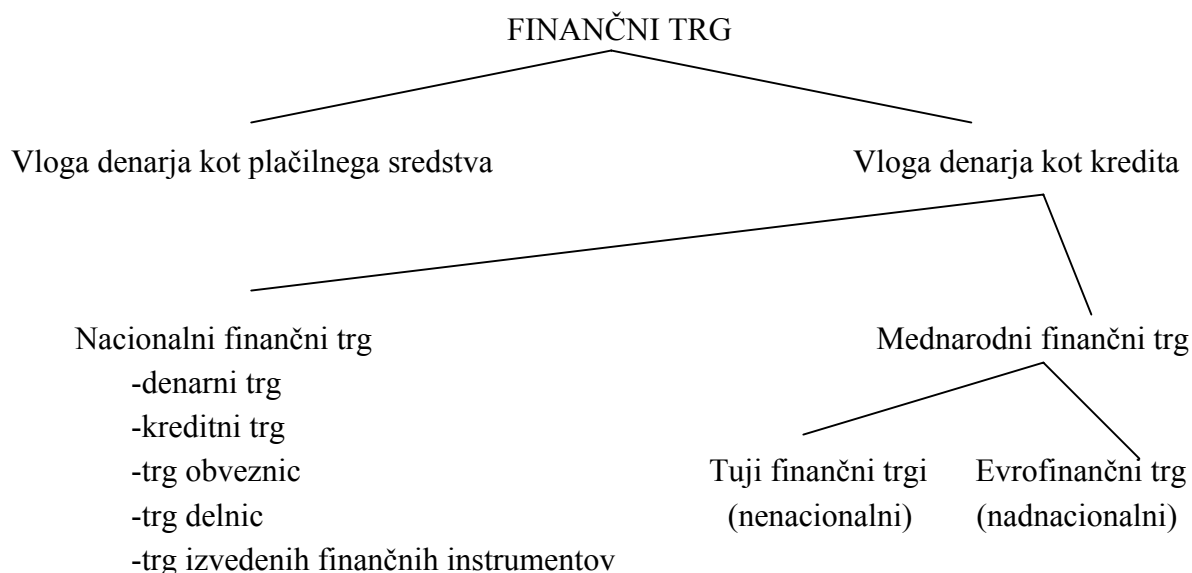 FINANČNI TRG
Vloga denarja kot plačilnega sredstva
Vloga denarja kot kredita
Nacionalni finančni trg
-denarni trg
-kreditni trg
-trg obveznic
-trg delnic
-trg izvedenih finančnih instrumentov
Mednarodni finančni trg
Tuji finančni trgi
(nenacionalni)
Evrofinančni trg
(nadnacionalni)